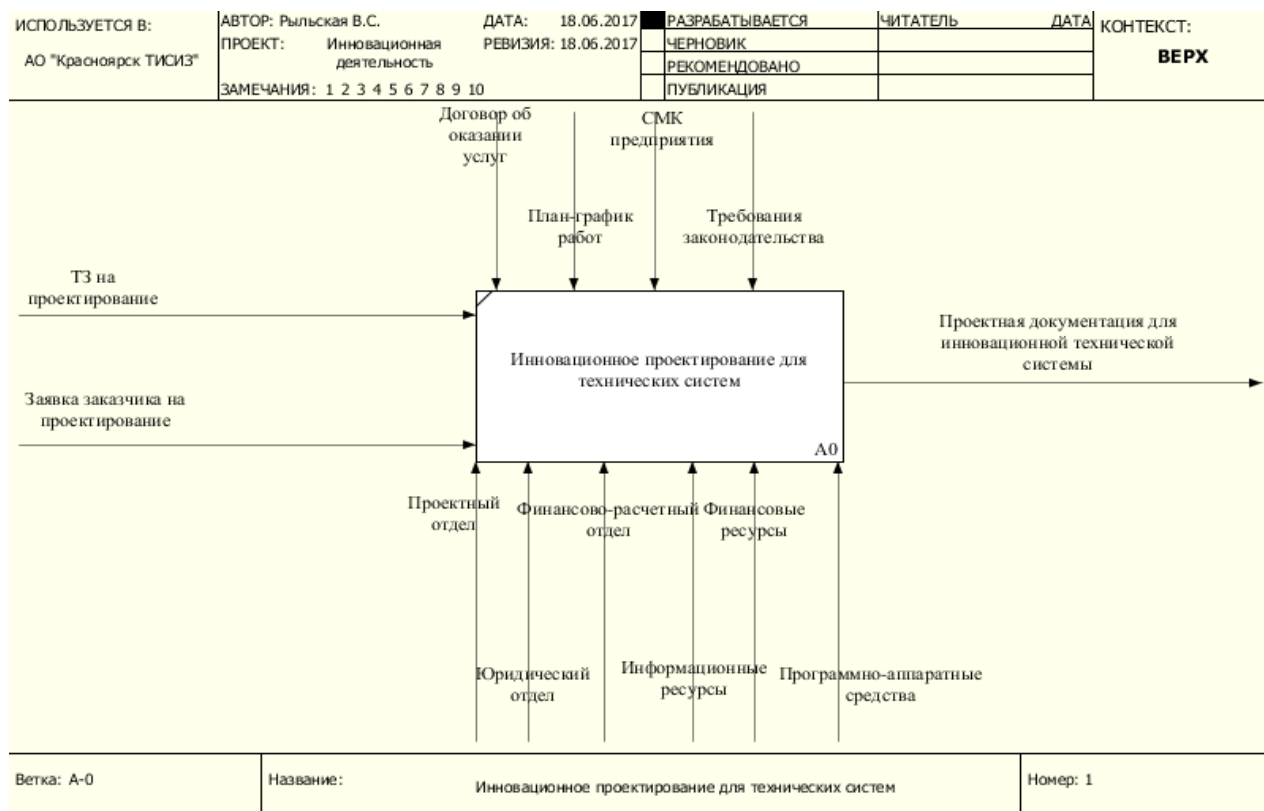 ИСПОЛЬЗУЕТСЯ В:
АО "Красноярск ТИСИЗ"
АВТОР: Рыльская В.С.
ДАТА: 18.06.2017
ПРОЕКТ: Инновационная
деятельность
РЕВИЗИЯ: 18.06.2017
ЗАМЕЧАНИЯ: 1 2 3 4 5 6 7 8 9 10
РАЗРАБАТЫВАЕТСЯ
ЧЕРНОВИК
РЕКОМЕНДОВАНО
ПУБЛИКАЦИЯ
ЧИТАТЕЛЬ
ДАТА
КОНТЕКСТ:
ВЕРХ
Договор об
оказании
услуг
СМК
предприятия
План-график
работ
Требования
законодательства
ТЗ на
проектирование
Заявка заказчика на
проектирование
Инновационное проектирование для
технических систем
А0
Проектная документация для
инновационной технической
системы
Проектный
отдел
Финансово-расчетный
отдел
Финансовые
ресурсы
Юридический
отдел
Информационные
ресурсы
Программно-аппаратные
средства
Ветка: А-0
Название:
Инновационное проектирование для технических систем
Номер: 1